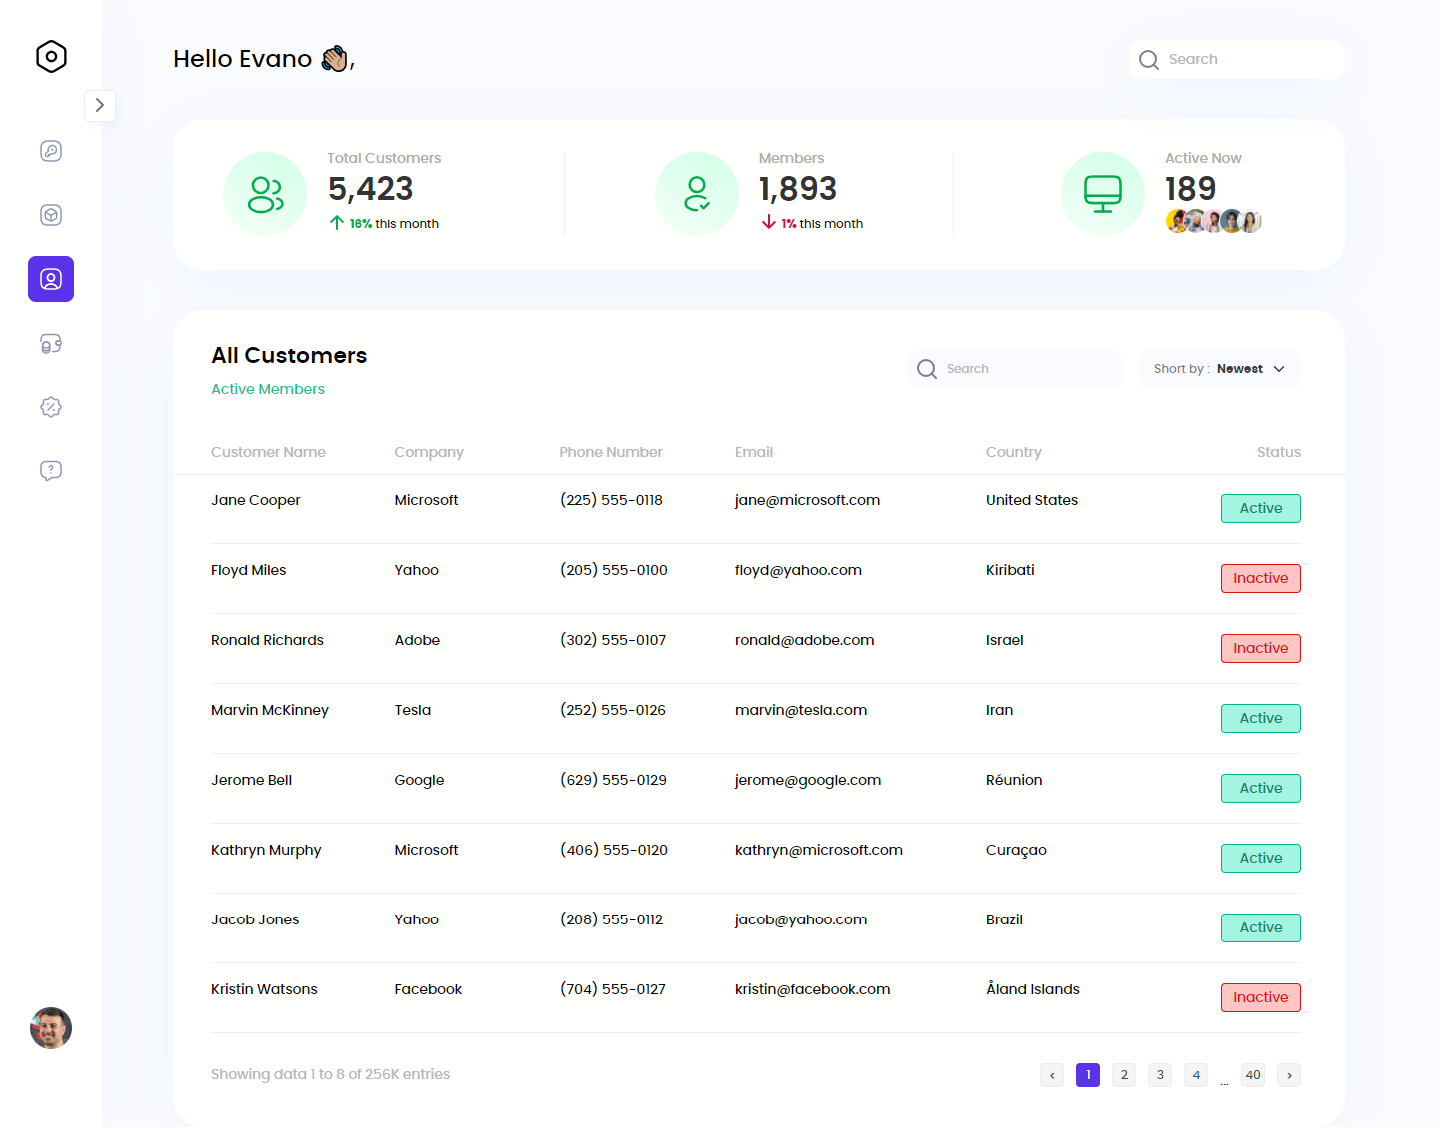 Hello Evano 👋🏽,
Search
Total Customers
5,423
16% this month
Members
1,893
1% this month
Active Now
189
All Customers
Active Members
Search
Short by : Newest
Customer Name Company Phone Number Email Country Status
Jane Cooper Microsoft (225) 555-0118 jane@microsoft.com United States Active
Floyd Miles Yahoo (205) 555-0100 floyd@yahoo.com Kiribati Inactive
Ronald Richards Adobe (302) 555-0107 ronald@adobe.com Israel Inactive
Marvin McKinney Tesla (252) 555-0126 marvin@tesla.com Iran Active
Jerome Bell Google (629) 555-0129 jerome@google.com Réunion Active
Kathryn Murphy Microsoft (406) 555-0120 kathryn@microsoft.com Curaçao Active
Jacob Jones Yahoo (208) 555-0112 jacob@yahoo.com Brazil Active
Kristin Watsons Facebook (704) 555-0127 kristin@facebook.com Åland Islands Inactive
Showing data 1 to 8 of 256K entries
< 1 2 3 4 ... 40 >